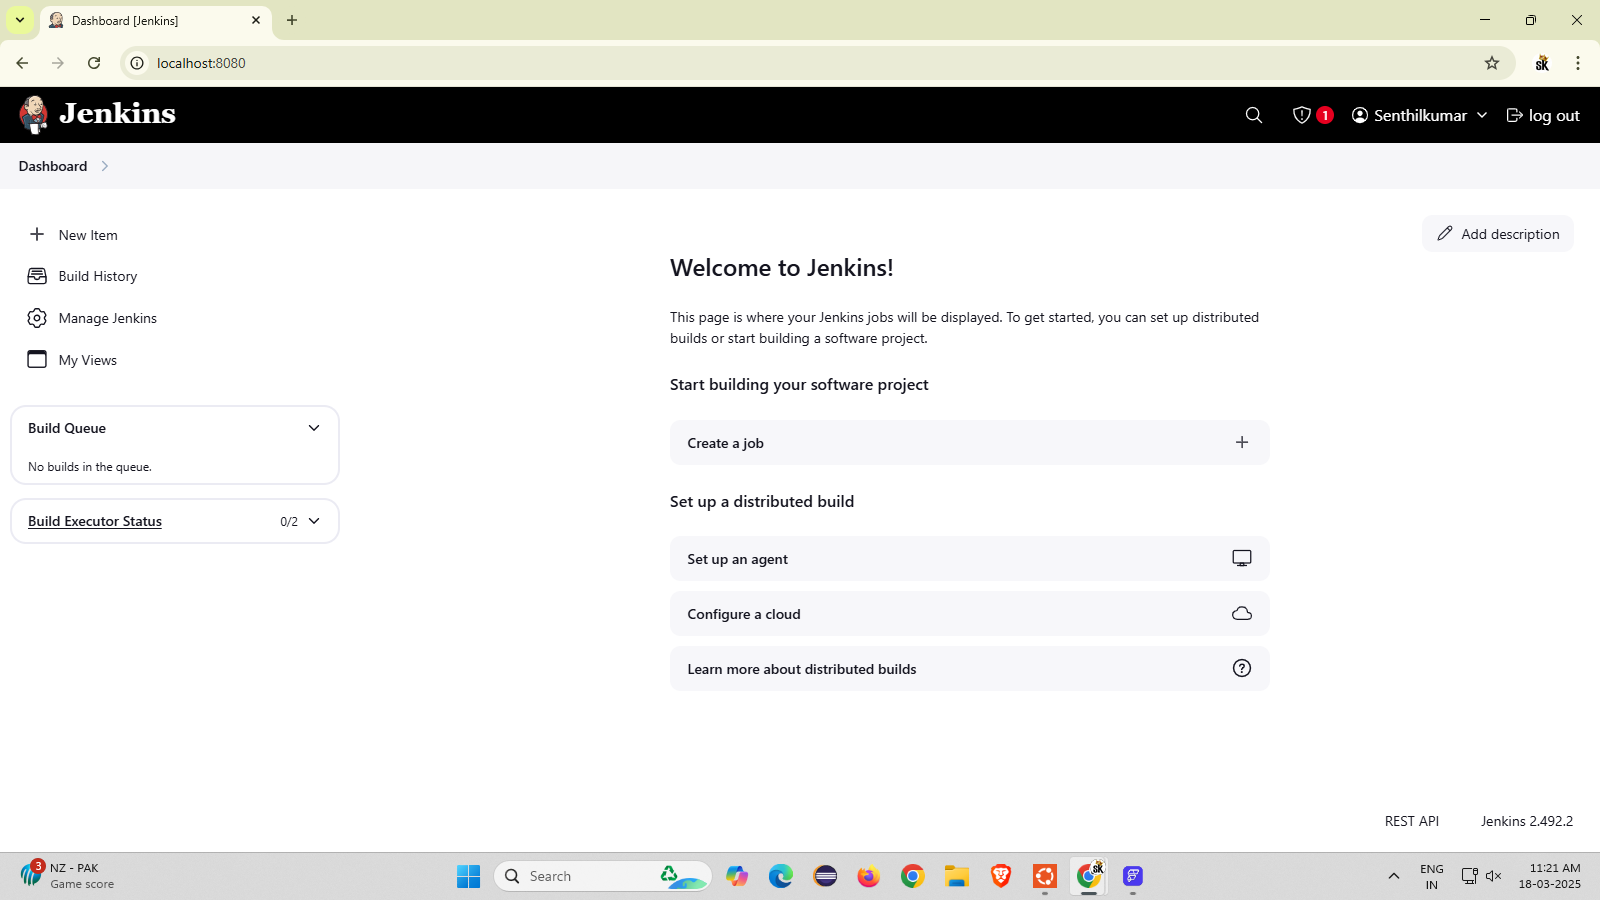 Dashboard [Jenkins]
localhost:8080
SK
Jenkins
1
Senthilkumar
log out
Dashboard
New Item
Build History
Manage Jenkins
My Views
Build Queue
No builds in the queue.
Build Executor Status
0/2
Add description
Welcome to Jenkins!
This page is where your Jenkins jobs will be displayed. To get started, you can set up distributed
builds or start building a software project.
Start building your software project
Create a job
Set up a distributed build
Set up an agent
Configure a cloud
Learn more about distributed builds
REST API
Jenkins 2.492.2
3
NZ - PAK
Game score
Search
SK
ENG
IN
11:21 AM
18-03-2025